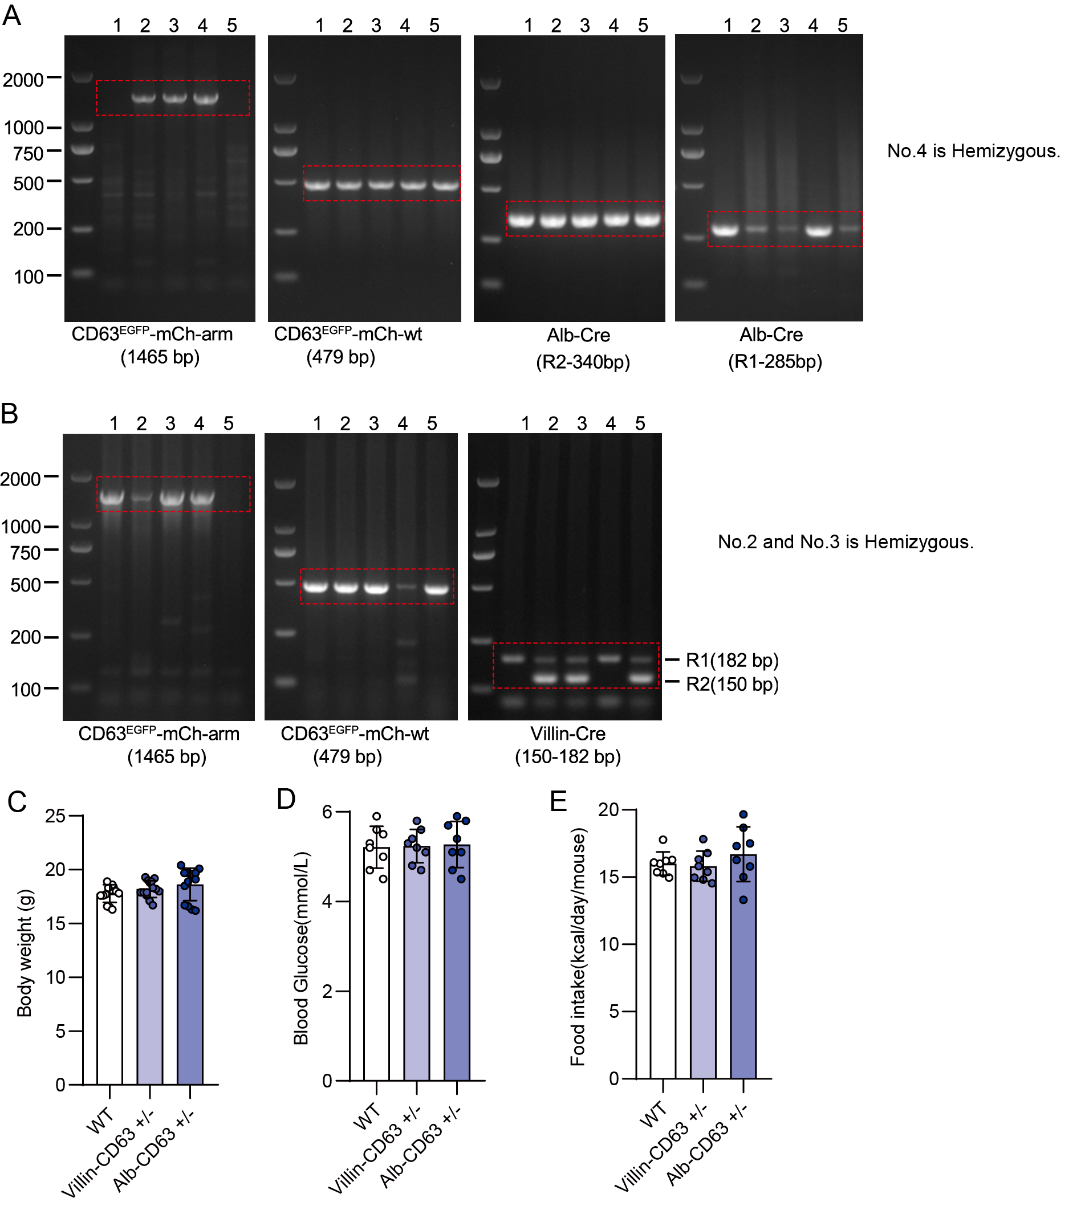 A
1 2 3 4 5
1 2 3 4 5
1 2 3 4 5
1 2 3 4 5
2000
1000
750
500
200
100
No.4 is Hemizygous.
CD63EGFP-mCh-arm
(1465 bp)
CD63EGFP-mCh-wt
(479 bp)
Alb-Cre
(R2-340bp)
Alb-Cre
(R1-285bp)
B
1 2 3 4 5
1 2 3 4 5
1 2 3 4 5
2000
1000
750
500
200
100
No.2 and No.3 is Hemizygous.
R1(182 bp)
R2(150 bp)
CD63EGFP-mCh-arm
(1465 bp)
CD63EGFP-mCh-wt
(479 bp)
Villin-Cre
(150-182 bp)
C
Body weight (g)
25
20
15
10
5
0
WT
Villin-CD63 +/-
Alb-CD63 +/-
D
Blood Glucose(mmol/L)
6
4
2
0
WT
Villin-CD63 +/-
Alb-CD63 +/-
E
Food intake(kcal/day/mouse)
20
15
10
5
0
WT
Villin-CD63 +/-
Alb-CD63 +/-